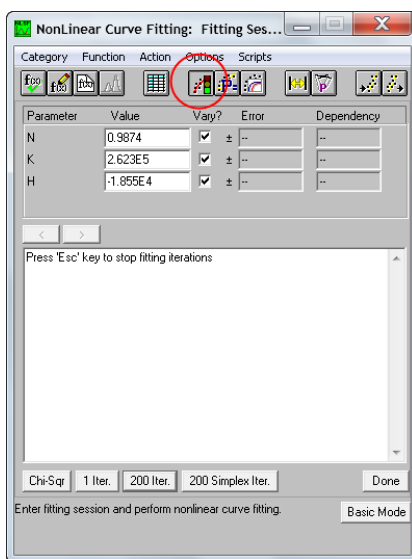 NonLinear Curve Fitting: Fitting Ses...
Category Function Action Options Scripts
Parameter Value Vary? Error Dependency
N 0.9874 ± -- --
K 2.623E5 ± -- --
H -1.855E4 ± -- --
< >
Press 'Esc' key to stop fitting iterations
Chi-Sqr 1 Iter. 200 Iter. 200 Simplex Iter. Done
Enter fitting session and perform nonlinear curve fitting. Basic Mode